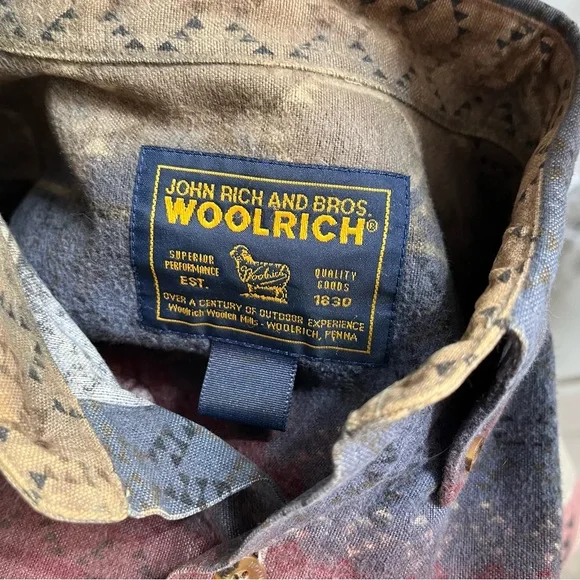 JOHN RICH AND BROS.
WOOLRICH®
SUPERIOR
PERFORMANCE
EST.
Woolrich
QUALITY
GOODS
1830
OVER A CENTURY OF OUTDOOR EXPERIENCE
Woolrich Woolen Mills - WOOLRICH, PENNA